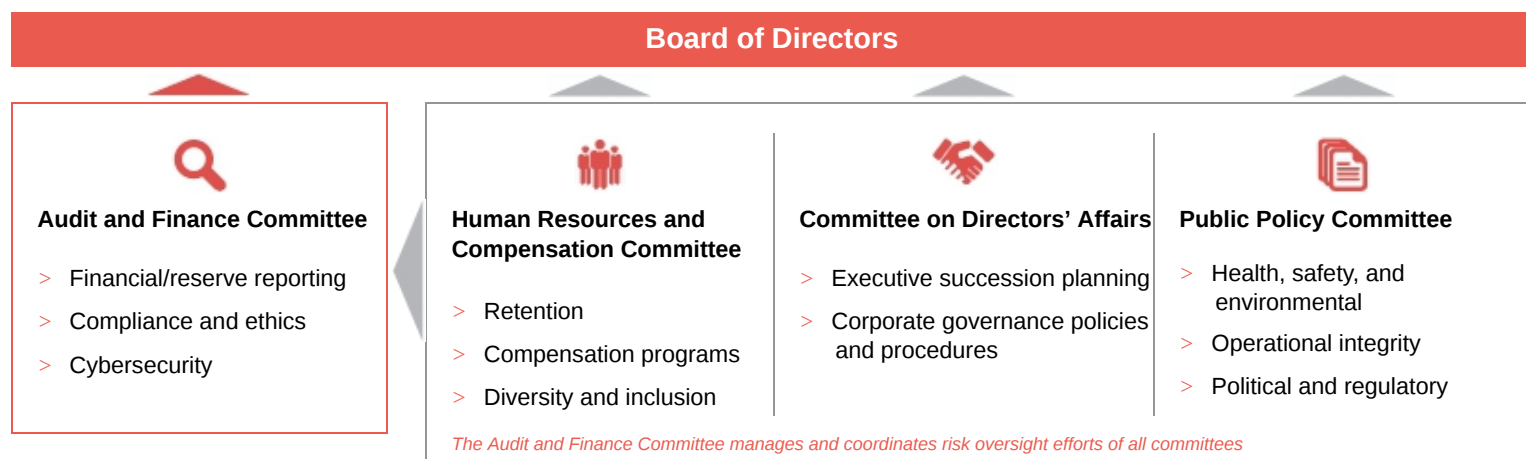 Board of Directors
Audit and Finance Committee
> Financial/reserve reporting
> Compliance and ethics
> Cybersecurity
Human Resources and
Compensation Committee
> Retention
> Compensation programs
> Diversity and inclusion
Committee on Directors’ Affairs
> Executive succession planning
> Corporate governance policies
and procedures
Public Policy Committee
> Health, safety, and
environmental
> Operational integrity
> Political and regulatory
The Audit and Finance Committee manages and coordinates risk oversight efforts of all committees